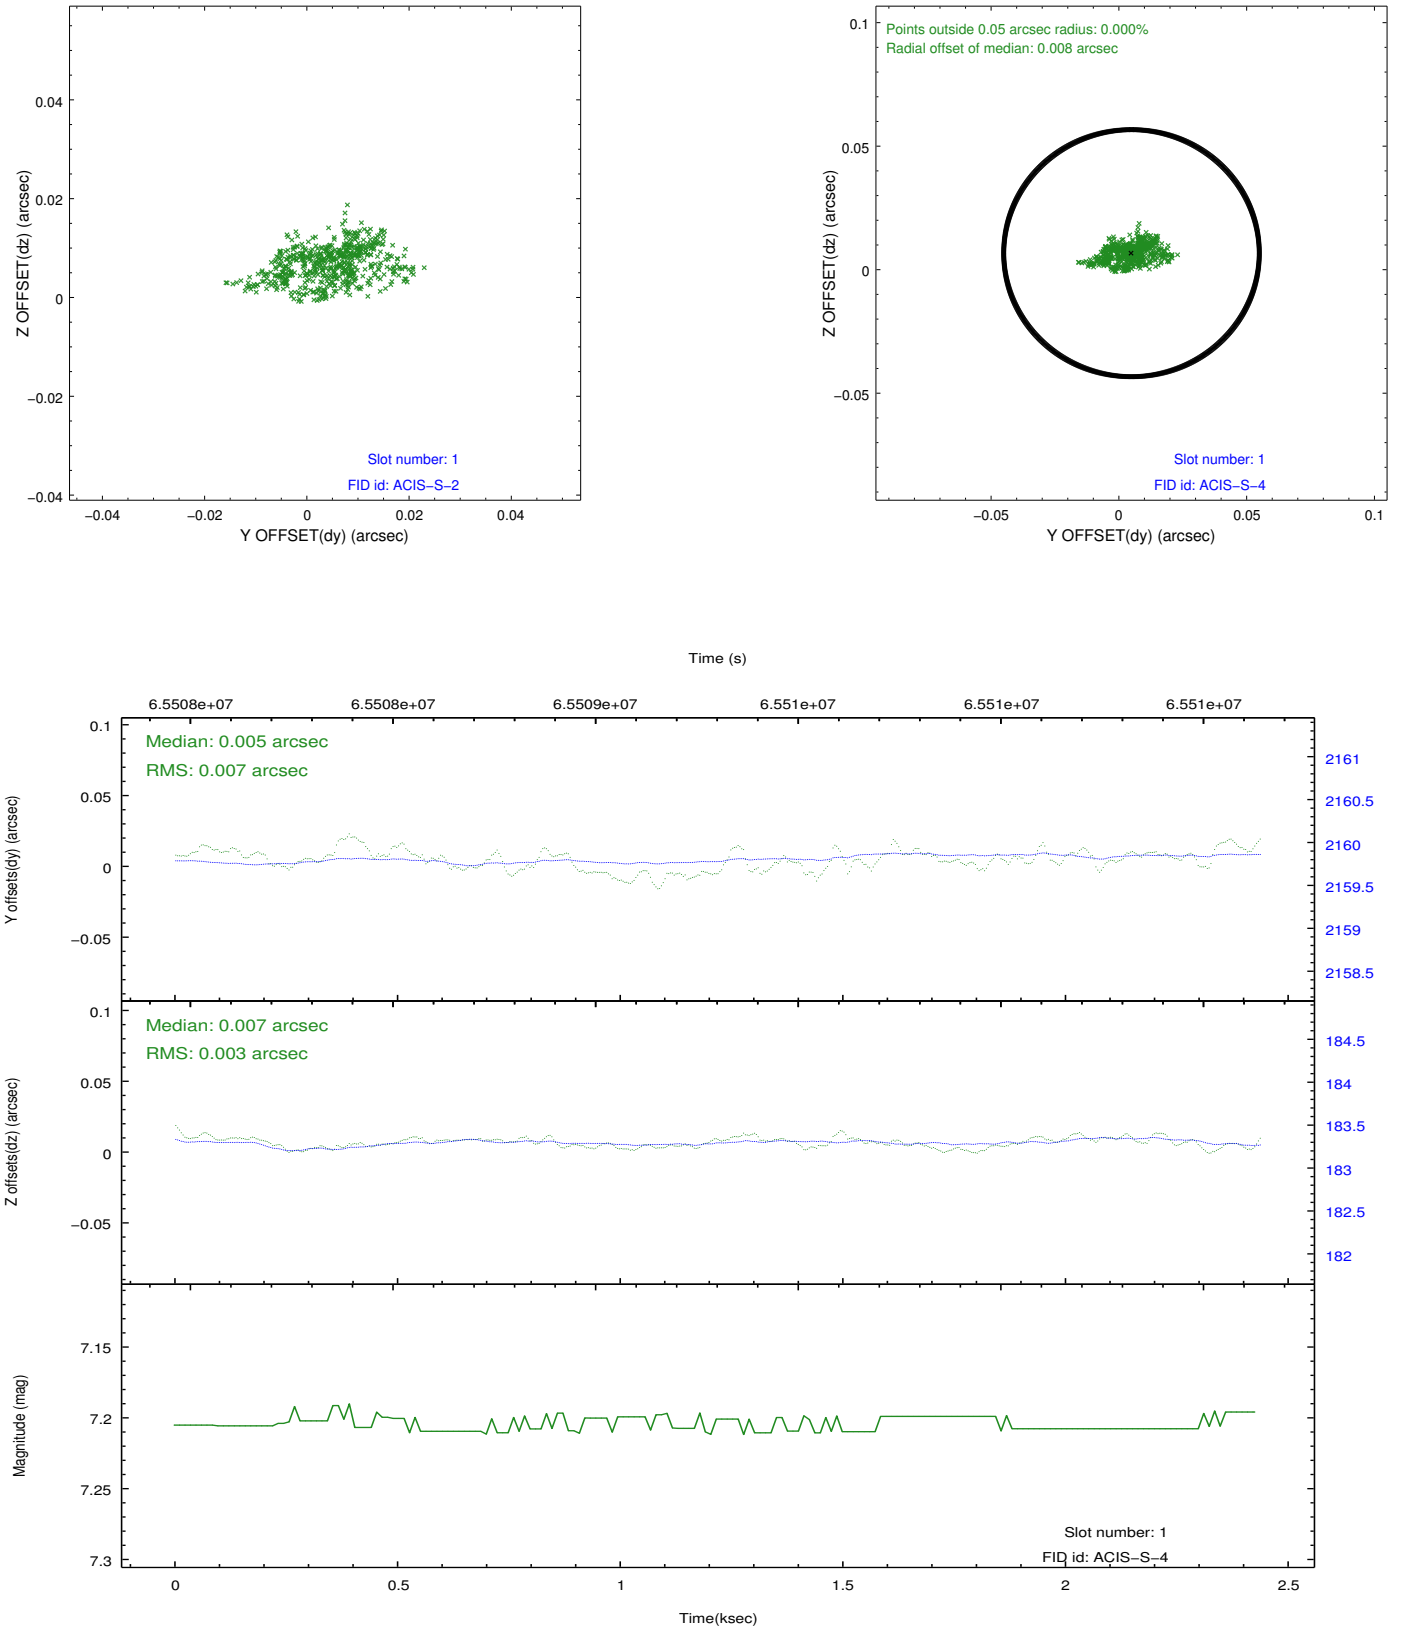 0.04
0.02
0
−0.02
−0.04
Z OFFSET(dz) (arcsec)
Slot number: 1
FID id: ACIS−S−2
−0.04 −0.02 0 0.02 0.04
Y OFFSET(dy) (arcsec)
0.1
0.05
0
−0.05
Z OFFSET(dz) (arcsec)
Points outside 0.05 arcsec radius: 0.000%
Radial offset of median: 0.008 arcsec
Slot number: 1
FID id: ACIS−S−4
−0.05 0 0.05 0.1
Y OFFSET(dy) (arcsec)
Time (s)
6.5508e+07 6.5508e+07 6.5509e+07 6.551e+07 6.551e+07 6.551e+07
Median: 0.005 arcsec
RMS: 0.007 arcsec
0.1
0.05
0
−0.05
Y offsets(dy) (arcsec)
2161
2160.5
2160
2159.5
2159
2158.5
Median: 0.007 arcsec
RMS: 0.003 arcsec
0.1
0.05
0
−0.05
Z offsets(dz) (arcsec)
184.5
184
183.5
183
182.5
182
7.15
7.2
7.25
7.3
Magnitude (mag)
Slot number: 1
FID id: ACIS−S−4
0 0.5 1 1.5 2 2.5
Time(ksec)